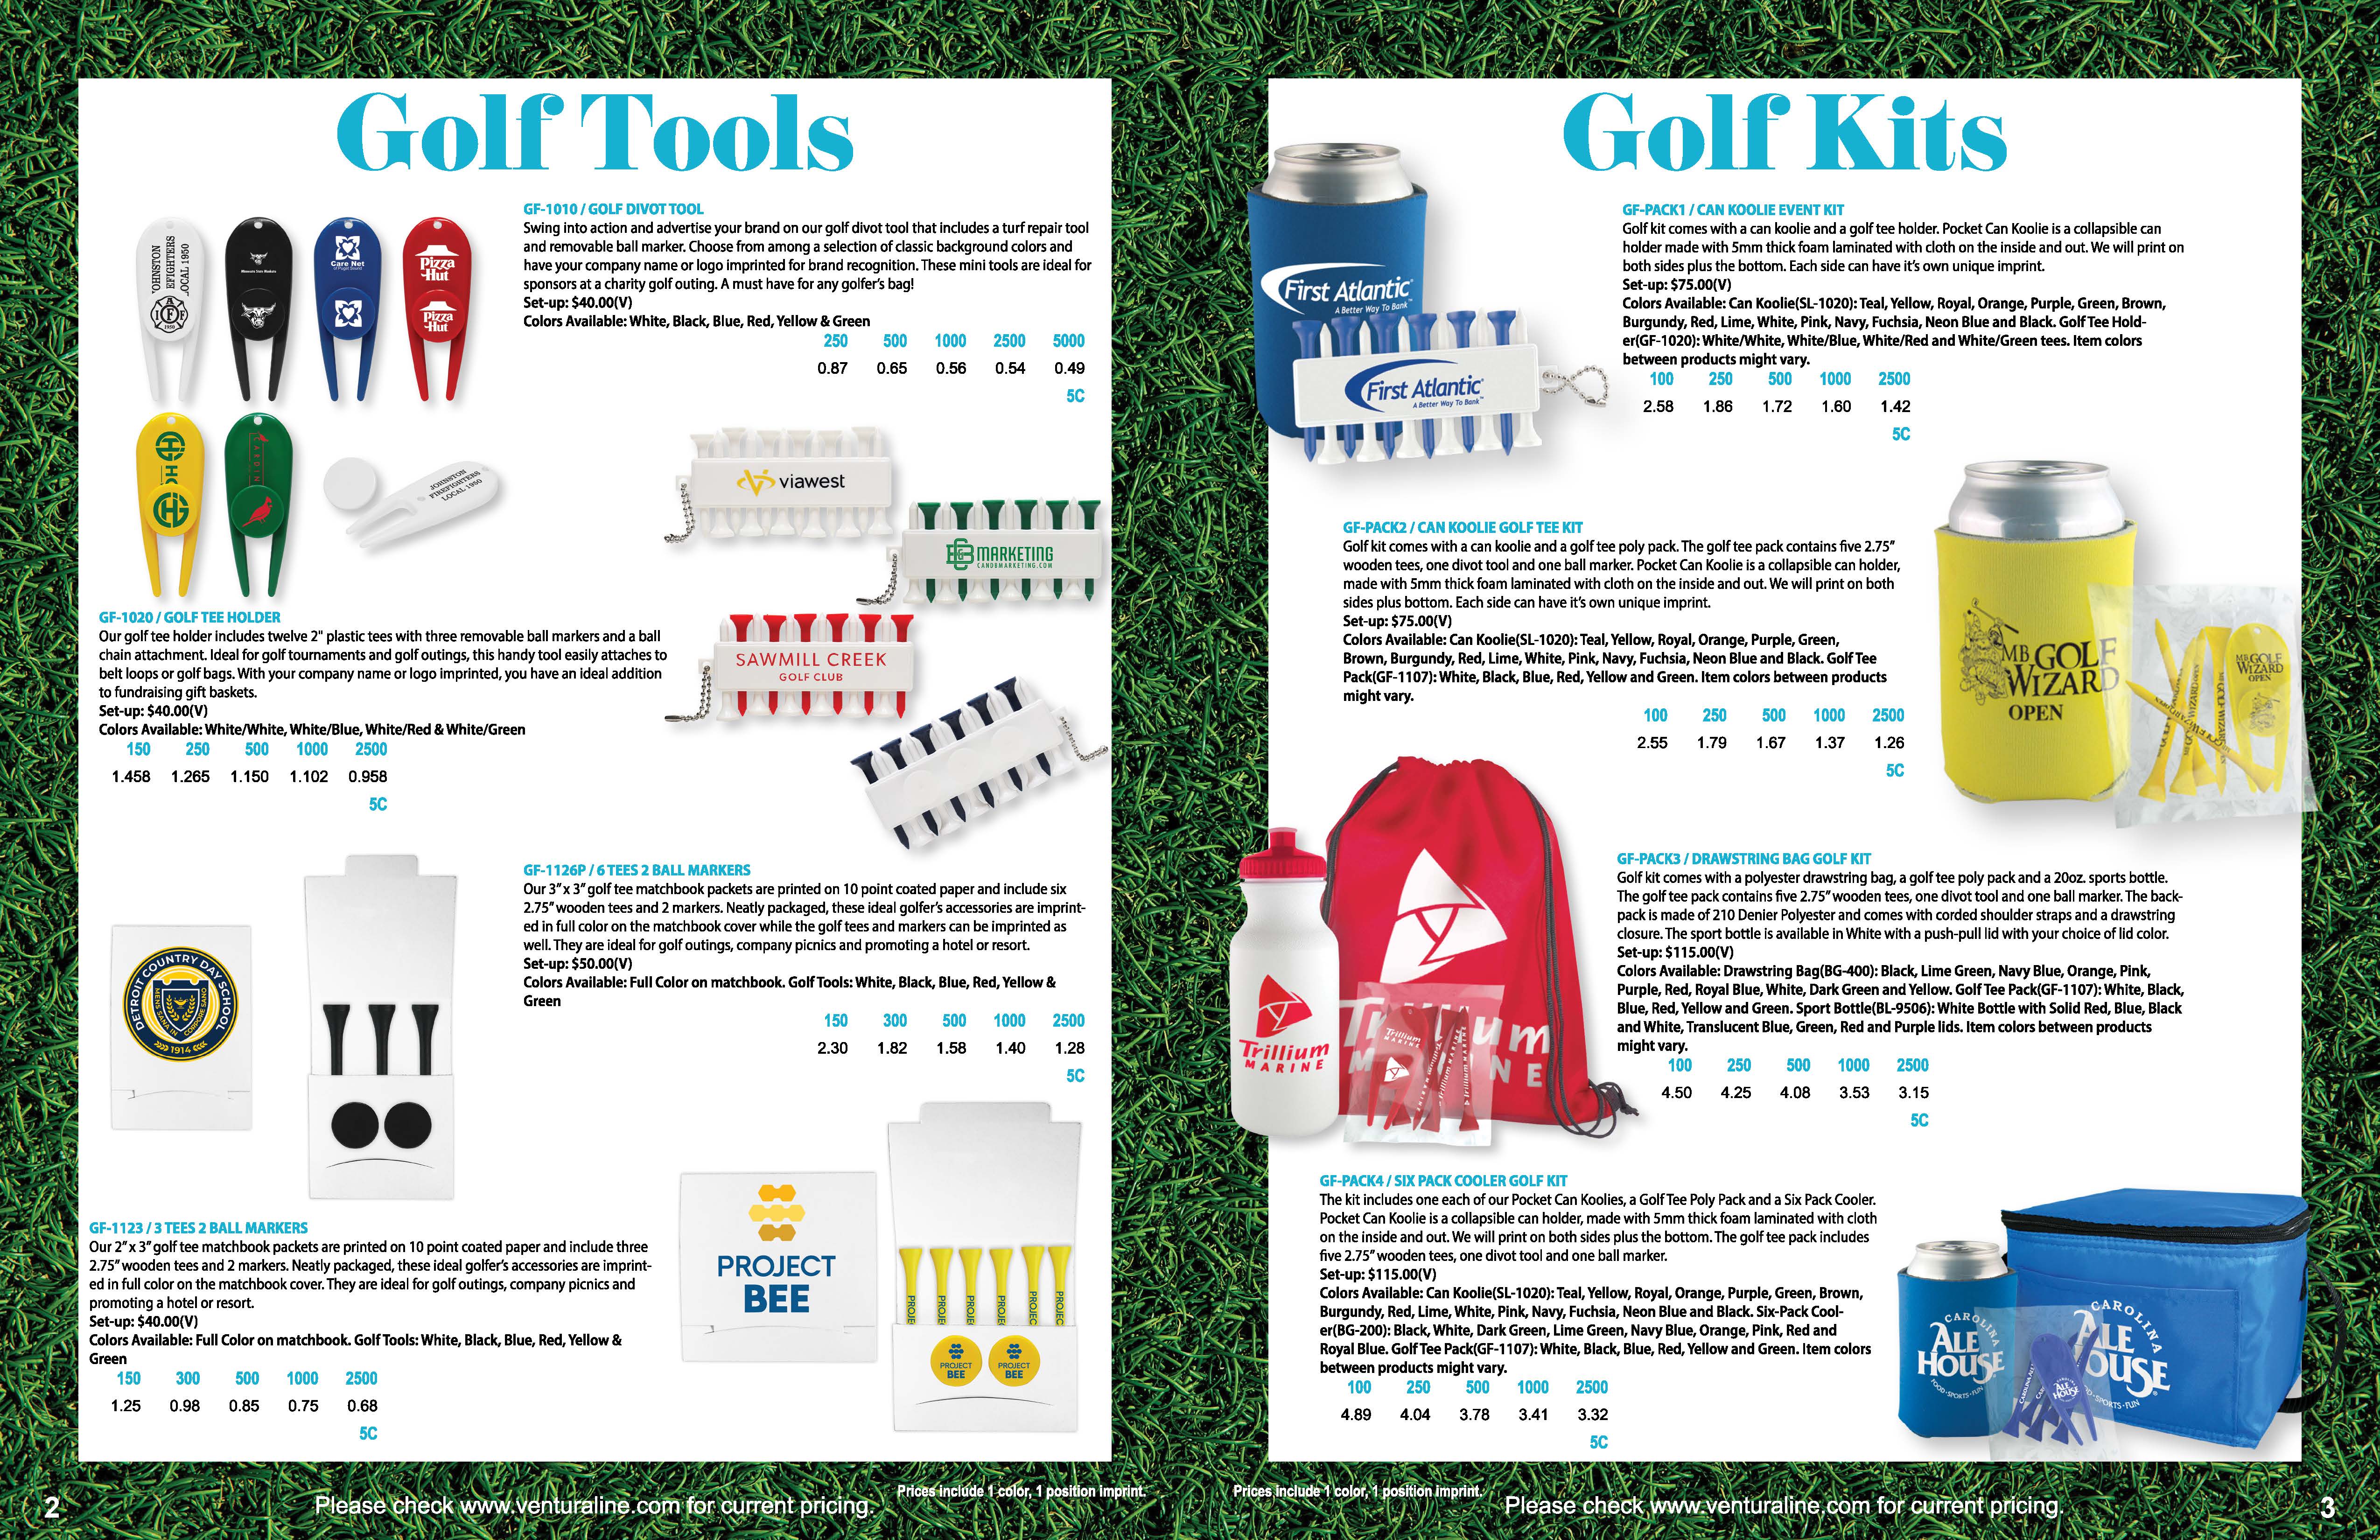 Golf Tools
GF-1010 / GOLF DIVOT TOOL
Swing into action and advertise your brand on our golf divot tool that includes a turf repair tool
and removable ball marker. Choose from among a selection of classic background colors and
have your company name or logo imprinted for brand recognition. These mini tools are ideal for
sponsors at a charity golf outing. A must have for any golfer's bag!
Set-up: $40.00(V)
Colors Available: White, Black, Blue, Red, Yellow & Green
250 500 1000 2500 5000
0.87 0.65 0.56 0.54 0.49
5C
JOHNSTON
FIREFIGHTERS
LOCAL 1950
Care Net
Pizza
Hut
Pizza
Hut
JOHNSTON
FIREFIGHTERS
LOCAL 1950
viawest
C&B MARKETING
CANDBMARKETING.COM
SAWMILL CREEK
GOLF CLUB
GF-1020 / GOLF TEE HOLDER
Our golf tee holder includes twelve 2" plastic tees with three removable ball markers and a ball
chain attachment. Ideal for golf tournaments and golf outings, this handy tool easily attaches to
belt loops or golf bags. With your company name or logo imprinted, you have an ideal addition
to fundraising gift baskets.
Set-up: $40.00(V)
Colors Available: White/White, White/Blue, White/Red & White/Green
150 250 500 1000 2500
1.458 1.265 1.150 1.102 0.958
5C
GF-1126P / 6 TEES 2 BALL MARKERS
Our 3" x 3" golf tee matchbook packets are printed on 10 point coated paper and include six
2.75" wooden tees and 2 markers. Neatly packaged, these ideal golfer's accessories are imprint-
ed in full color on the matchbook cover while the golf tees and markers can be imprinted as
well. They are ideal for golf outings, company picnics and promoting a hotel or resort.
Set-up: $50.00(V)
Colors Available: Full Color on matchbook. Golf Tools: White, Black, Blue, Red, Yellow &
Green
150 300 500 1000 2500
2.30 1.82 1.58 1.40 1.28
5C
DETROIT COUNTRY DAY SCHOOL
MENS SANA IN CORPORE SANO
1914
PROJECT
BEE
PROJECT
BEE
PROJECT
BEE
GF-1123 / 3 TEES 2 BALL MARKERS
Our 2" x 3" golf tee matchbook packets are printed on 10 point coated paper and include three
2.75" wooden tees and 2 markers. Neatly packaged, these ideal golfer's accessories are imprint-
ed in full color on the matchbook cover. They are ideal for golf outings, company picnics and
promoting a hotel or resort.
Set-up: $40.00(V)
Colors Available: Full Color on matchbook. Golf Tools: White, Black, Blue, Red, Yellow &
Green
150 300 500 1000 2500
1.25 0.98 0.85 0.75 0.68
5C
2
Please check www.venturaline.com for current pricing.
Prices include 1 color, 1 position imprint.
Golf Kits
First Atlantic
A Better Way To Bank
First Atlantic
A Better Way To Bank
GF-PACK1 / CAN KOOLIE EVENT KIT
Golf kit comes with a can koolie and a golf tee holder. Pocket Can Koolie is a collapsible can
holder made with 5mm thick foam laminated with cloth on the inside and out. We will print on
both sides plus the bottom. Each side can have it's own unique imprint.
Set-up: $75.00(V)
Colors Available: Can Koolie(SL-1020): Teal, Yellow, Royal, Orange, Purple, Green, Brown,
Burgundy, Red, Lime, White, Pink, Navy, Fuchsia, Neon Blue and Black. Golf Tee Hold-
er(GF-1020): White/White, White/Blue, White/Red and White/Green tees. Item colors
between products might vary.
100 250 500 1000 2500
2.58 1.86 1.72 1.60 1.42
5C
GF-PACK2 / CAN KOOLIE GOLF TEE KIT
Golf kit comes with a can koolie and a golf tee poly pack. The golf tee pack contains five 2.75"
wooden tees, one divot tool and one ball marker. Pocket Can Koolie is a collapsible can holder,
made with 5mm thick foam laminated with cloth on the inside and out. We will print on both
sides plus bottom. Each side can have it's own unique imprint.
Set-up: $75.00(V)
Colors Available: Can Koolie(SL-1020): Teal, Yellow, Royal, Orange, Purple, Green,
Brown, Burgundy, Red, Lime, White, Pink, Navy, Fuchsia, Neon Blue and Black. Golf Tee
Pack(GF-1107): White, Black, Blue, Red, Yellow and Green. Item colors between products
might vary.
100 250 500 1000 2500
2.55 1.79 1.67 1.37 1.26
5C
MB GOLF
WIZARD
OPEN
MB GOLF
WIZARD
OPEN
GF-PACK3 / DRAWSTRING BAG GOLF KIT
Golf kit comes with a polyester drawstring bag, a golf tee poly pack and a 20oz. sports bottle.
The golf tee pack contains five 2.75" wooden tees, one divot tool and one ball marker. The back-
pack is made of 210 Denier Polyester and comes with corded shoulder straps and a drawstring
closure. The sport bottle is available in White with a push-pull lid with your choice of lid color.
Set-up: $115.00(V)
Colors Available: Drawstring Bag(BG-400): Black, Lime Green, Navy Blue, Orange, Pink,
Purple, Red, Royal Blue, White, Dark Green and Yellow. Golf Tee Pack(GF-1107): White, Black,
Blue, Red, Yellow and Green. Sport Bottle(BL-9506): White Bottle with Solid Red, Blue, Black
and White, Translucent Blue, Green, Red and Purple lids. Item colors between products
might vary.
100 250 500 1000 2500
4.50 4.25 4.08 3.53 3.15
5C
Trillium
MARINE
Trillium
MARINE
GF-PACK4 / SIX PACK COOLER GOLF KIT
The kit includes one each of our Pocket Can Koolies, a Golf Tee Poly Pack and a Six Pack Cooler.
Pocket Can Koolie is a collapsible can holder, made with 5mm thick foam laminated with cloth
on the inside and out. We will print on both sides plus the bottom. The golf tee pack includes
five 2.75" wooden tees, one divot tool and one ball marker.
Set-up: $115.00(V)
Colors Available: Can Koolie(SL-1020): Teal, Yellow, Royal, Orange, Purple, Green, Brown,
Burgundy, Red, Lime, White, Pink, Navy, Fuchsia, Neon Blue and Black. Six-Pack Cool-
er(BG-200): Black, White, Dark Green, Lime Green, Navy Blue, Orange, Pink, Red and
Royal Blue. Golf Tee Pack(GF-1107): White, Black, Blue, Red, Yellow and Green. Item colors
between products might vary.
100 250 500 1000 2500
4.89 4.04 3.78 3.41 3.32
5C
CAROLINA
ALE
HOUSE
FOOD·SPORTS·FUN
CAROLINA
ALE
HOUSE
SPORTS·FUN
Prices include 1 color, 1 position imprint.
Please check www.venturaline.com for current pricing.
3